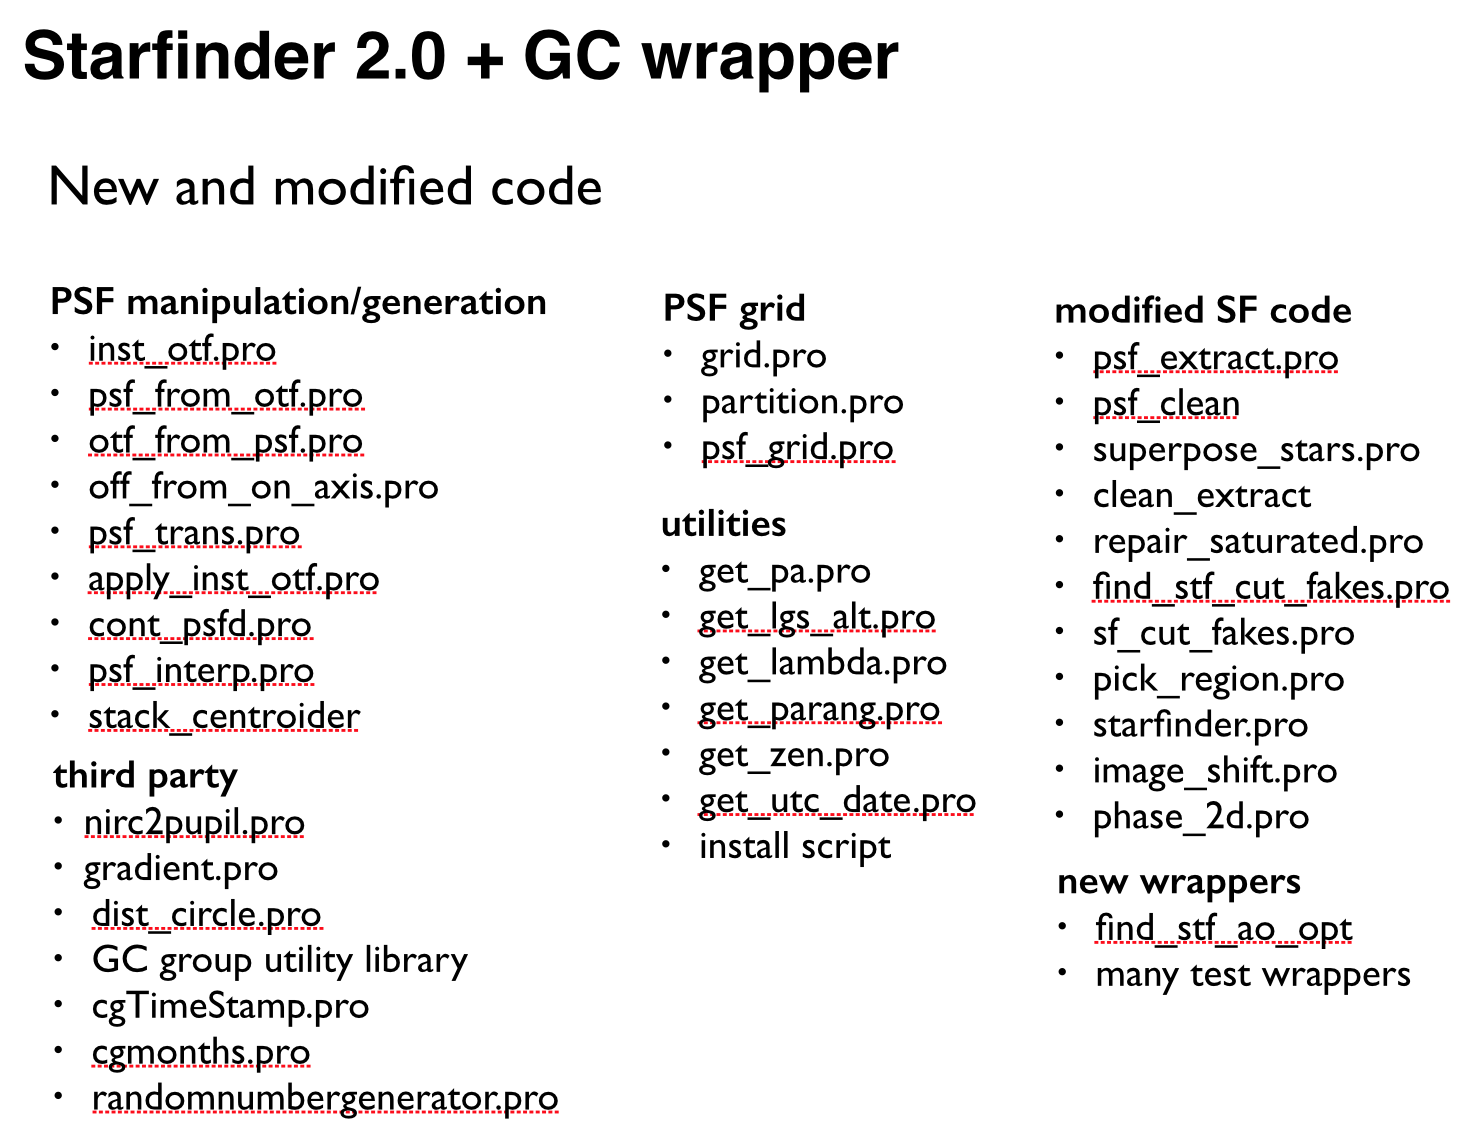 Starfinder 2.0 + GC wrapper
New and modified code
PSF manipulation/generation
• inst_otf.pro
• psf_from_otf.pro
• otf_from_psf.pro
• off_from_on_axis.pro
• psf_trans.pro
• apply_inst_otf.pro
• cont_psfd.pro
• psf_interp.pro
• stack_centroider
third party
• nirc2pupil.pro
• gradient.pro
• dist_circle.pro
• GC group utility library
• cgTimeStamp.pro
• cgmonths.pro
• randomnumbergenerator.pro
PSF grid
• grid.pro
• partition.pro
• psf_grid.pro
utilities
• get_pa.pro
• get_lgs_alt.pro
• get_lambda.pro
• get_parang.pro
• get_zen.pro
• get_utc_date.pro
• install script
modified SF code
• psf_extract.pro
• psf_clean
• superpose_stars.pro
• clean_extract
• repair_saturated.pro
• find_stf_cut_fakes.pro
• sf_cut_fakes.pro
• pick_region.pro
• starfinder.pro
• image_shift.pro
• phase_2d.pro
new wrappers
• find_stf_ao_opt
• many test wrappers